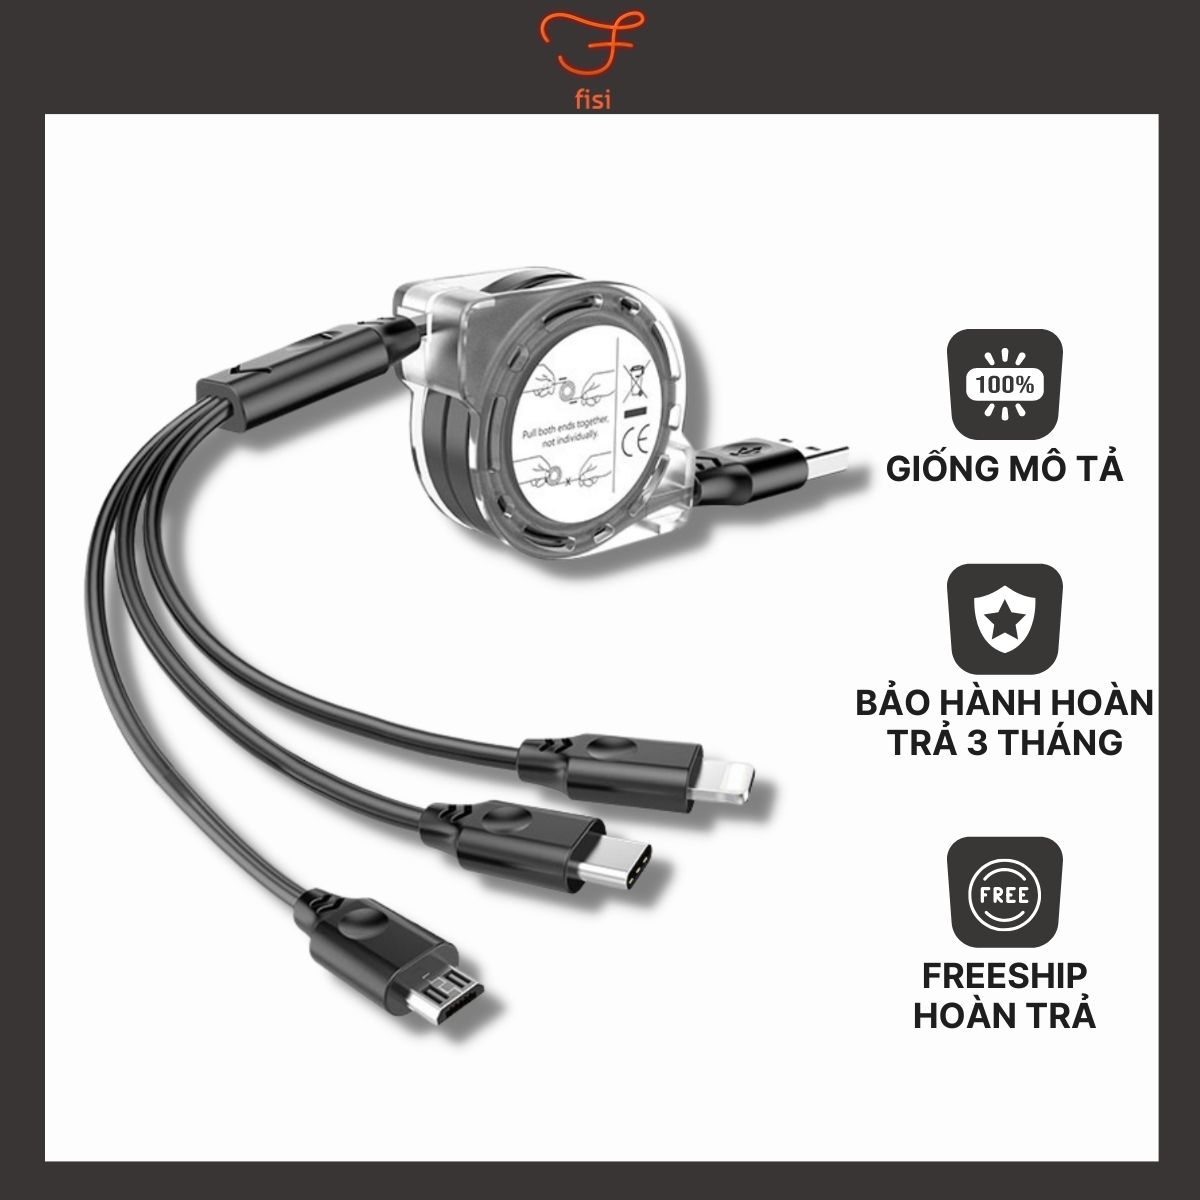 fisi
Pull both ends together,
not individually.
CE
100%
GIỐNG MÔ TẢ
BẢO HÀNH HOÀN
TRẢ 3 THÁNG
FREE
FREESHIP
HOÀN TRẢ